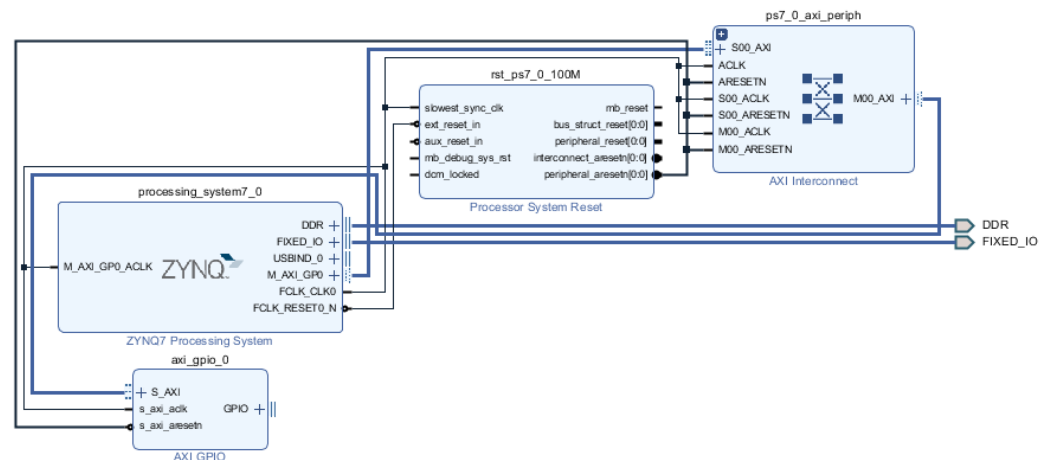 ps7_0_axi_periph
S00_AXI
ACLK
ARESETN
S00_ACLK
S00_ARESETN
M00_ACLK
M00_ARESETN
M00_AXI
AXI Interconnect
rst_ps7_0_100M
slowest_sync_clk
ext_reset_in
aux_reset_in
mb_debug_sys_rst
dcm_locked
mb_reset
bus_struct_reset[0:0]
peripheral_reset[0:0]
interconnect_aresetn[0:0]
peripheral_aresetn[0:0]
Processor System Reset
processing_system7_0
M_AXI_GP0_ACLK
ZYNQ
DDR
FIXED_IO
USBIND_0
M_AXI_GP0
FCLK_CLK0
FCLK_RESET0_N
ZYNQ7 Processing System
DDR
FIXED_IO
axi_gpio_0
S_AXI
s_axi_aclk
s_axi_aresetn
GPIO
AXI GPIO